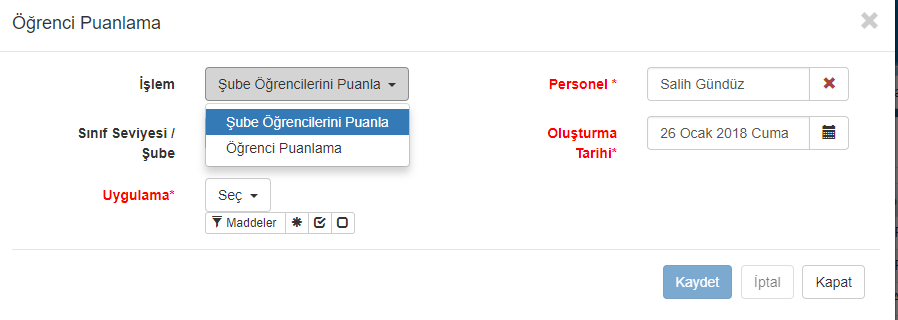 Öğrenci Puanlama
İşlem
Şube Öğrencilerini Puanla
Personel *
Salih Gündüz
Şube Öğrencilerini Puanla
Öğrenci Puanlama
Sınıf Seviyesi /
Şube
Oluşturma
Tarihi*
26 Ocak 2018 Cuma
Uygulama*
Seç
Maddeler
Kaydet
İptal
Kapat